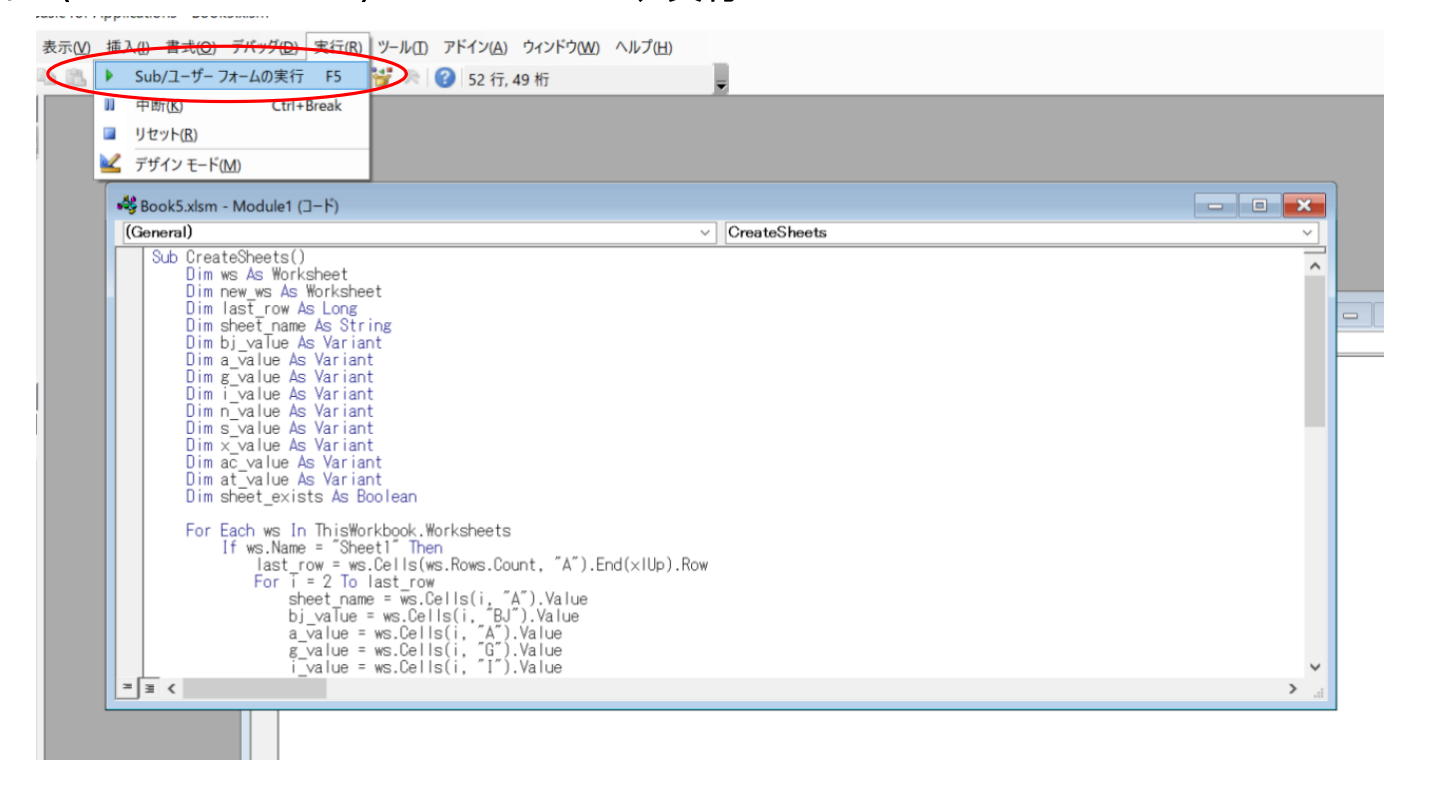 表示(V) 挿入(I) 書式(O) デバッグ(D) 実行(R) ツール(T) アドイン(A) ウィンドウ(W) ヘルプ(H)
Sub/ユーザー フォームの実行 F5
52 行, 49 桁
中断(K) Ctrl+Break
リセット(R)
デザイン モード(M)
Book5.xlsm - Module1 (コード)
(General) CreateSheets
Sub CreateSheets()
Dim ws As Worksheet
Dim new_ws As Worksheet
Dim last_row As Long
Dim sheet_name As String
Dim bj_value As Variant
Dim a_value As Variant
Dim g_value As Variant
Dim i_value As Variant
Dim n_value As Variant
Dim s_value As Variant
Dim x_value As Variant
Dim ac_value As Variant
Dim at_value As Variant
Dim sheet_exists As Boolean
For Each ws In ThisWorkbook.Worksheets
If ws.Name = "Sheet1" Then
last_row = ws.Cells(ws.Rows.Count, "A").End(xlUp).Row
For i = 2 To last_row
sheet_name = ws.Cells(i, "A").Value
bj_value = ws.Cells(i, "BJ").Value
a_value = ws.Cells(i, "A").Value
g_value = ws.Cells(i, "G").Value
i_value = ws.Cells(i, "I").Value